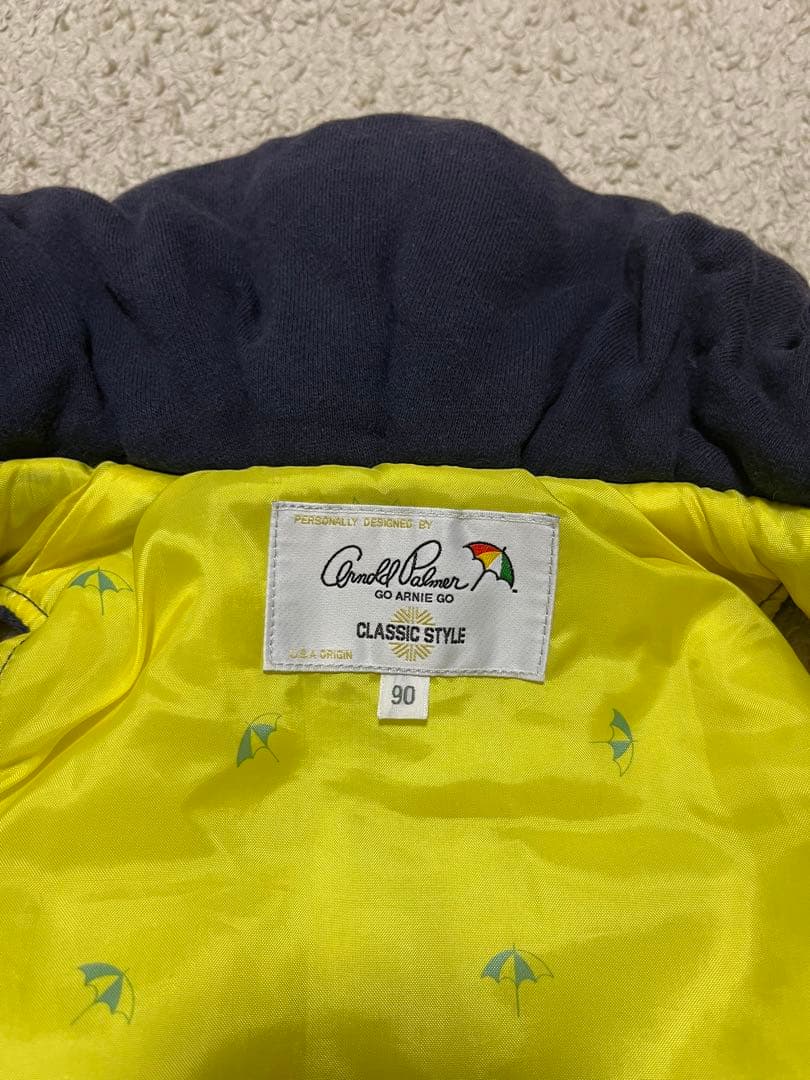 PERSONALLY DESIGNED BY
Arnold Palmer
GO ARNIE GO
CLASSIC STYLE
U.S.A ORIGIN
90